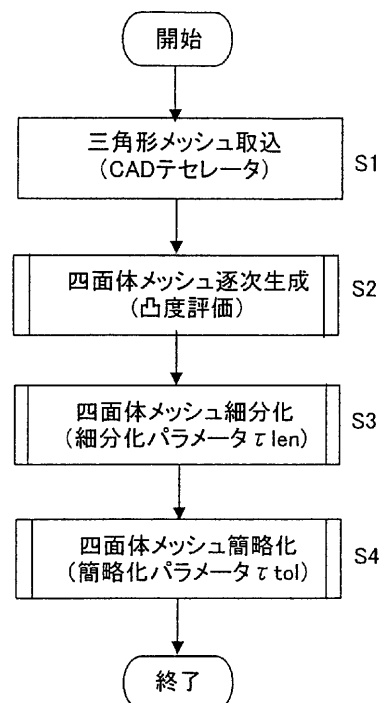 開始
三角形メッシュ取込
(CADテセレータ)
S1
四面体メッシュ逐次生成
(凸度評価)
S2
四面体メッシュ細分化
(細分化パラメータτlen)
S3
四面体メッシュ簡略化
(簡略化パラメータτtol)
S4
終了